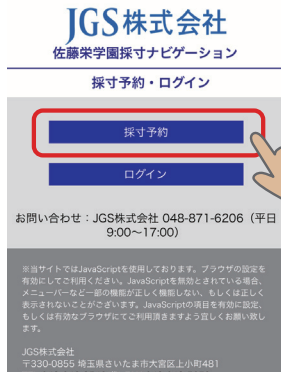 JGS株式会社
佐藤栄学園採寸ナビゲーション
採寸予約・ログイン
採寸予約
ログイン
お問い合わせ：JGS株式会社 048-871-6206（平日
9:00〜17:00）
※当サイトではJavaScriptを使用しております。ブラウザの設定を
有効にしてご利用ください。JavaScriptを無効とされている場合、
メニューバーなど一部の機能が正しく機能しない、もしくは正しく
表示されないことがございます。JavaScriptの項目を有効に設定、
もしくは有効なブラウザにてご利用頂きますよう宜しくお願い致し
ます。
JGS株式会社
〒330-0855 埼玉県さいたま市大宮区上小町481